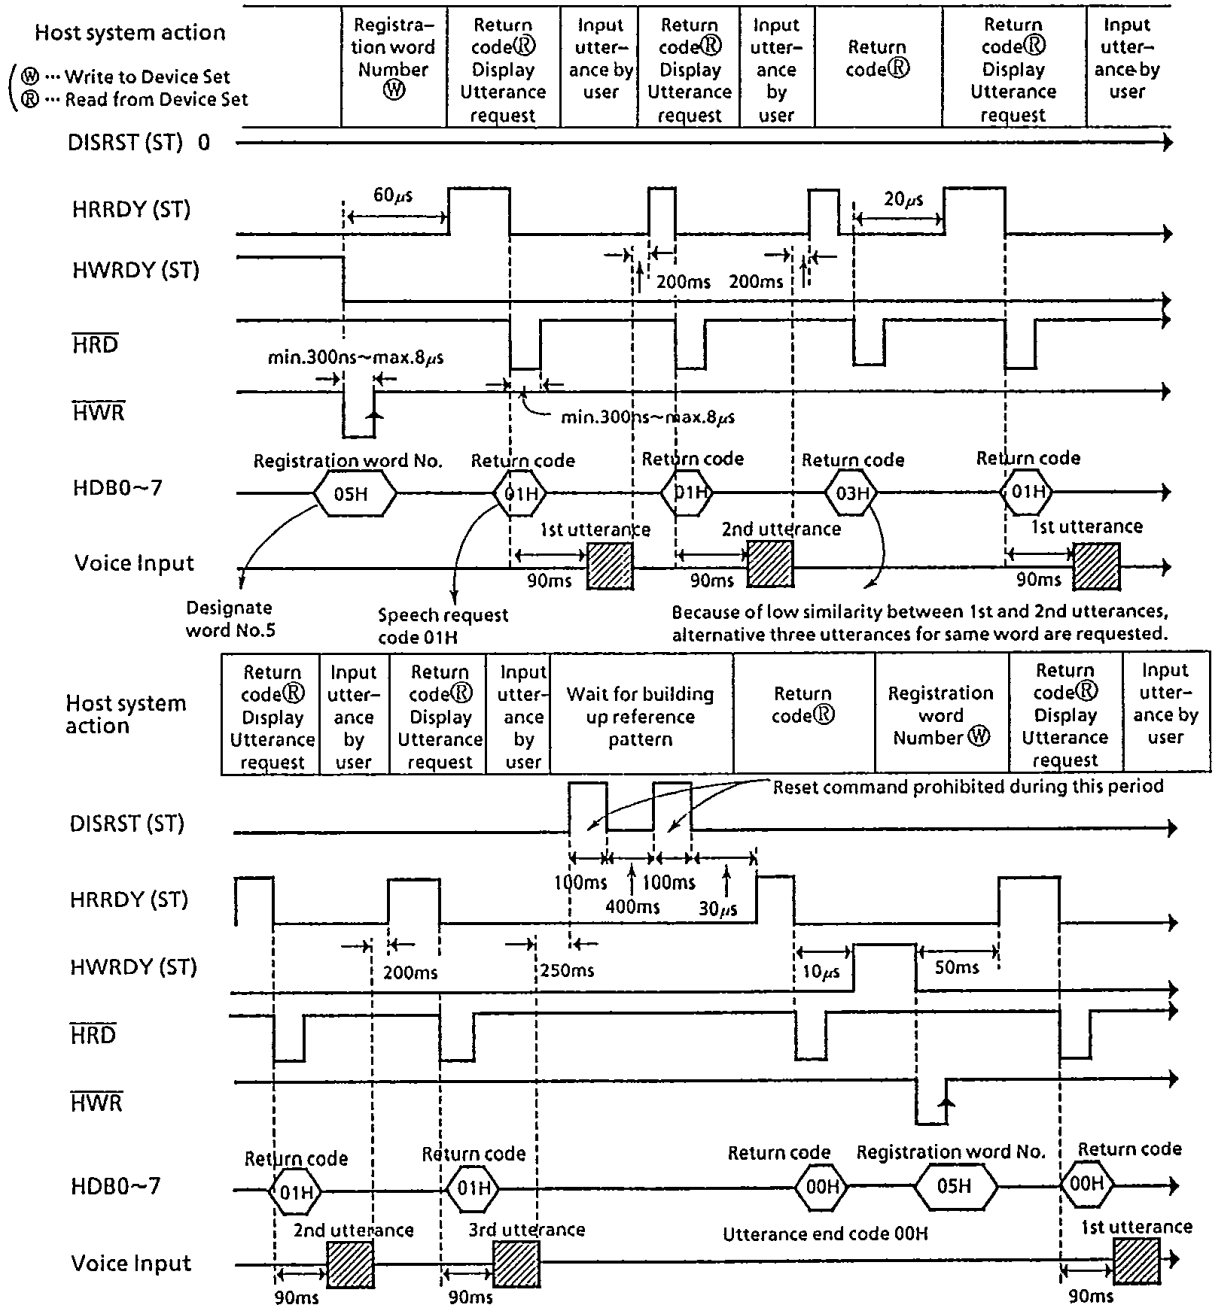 Host system action
Ⓦ ··· Write to Device Set
Ⓡ ··· Read from Device Set
Registra–
tion word
Number
Ⓦ
Return
codeⓇ
Display
Utterance
request
Input
utter–
ance by
user
Return
codeⓇ
Display
Utterance
request
Input
utter–
ance
by
user
Return
codeⓇ
Return
codeⓇ
Display
Utterance
request
Input
utter–
ance by
user
DISRST (ST) 0
HRRDY (ST)
60μs
20μs
HWRDY (ST)
200ms
200ms
HRD
min.300ns~max.8μs
HWR
min.300ns~max.8μs
Registration word No.
Return code
Return code
Return code
Return code
HDB0~7
05H
01H
01H
03H
01H
1st utterance
2nd utterance
1st utterance
Voice Input
90ms
90ms
90ms
Designate
word No.5
Speech request
code 01H
Because of low similarity between 1st and 2nd utterances,
alternative three utterances for same word are requested.
Host system
action
Return
codeⓇ
Display
Utterance
request
Input
utter–
ance
by
user
Return
codeⓇ
Display
Utterance
request
Input
utter–
ance
by
user
Wait for building
up reference
pattern
Return
codeⓇ
Registration
word
Number Ⓦ
Return
codeⓇ
Display
Utterance
request
Input
utter–
ance by
user
Reset command prohibited during this period
DISRST (ST)
100ms
100ms
400ms
30μs
HRRDY (ST)
200ms
250ms
HWRDY (ST)
10μs
50ms
HRD
HWR
Return code
Return code
Return code
Registration word No.
Return code
HDB0~7
01H
01H
00H
05H
00H
2nd utterance
3rd utterance
Utterance end code 00H
1st utterance
Voice Input
90ms
90ms
90ms